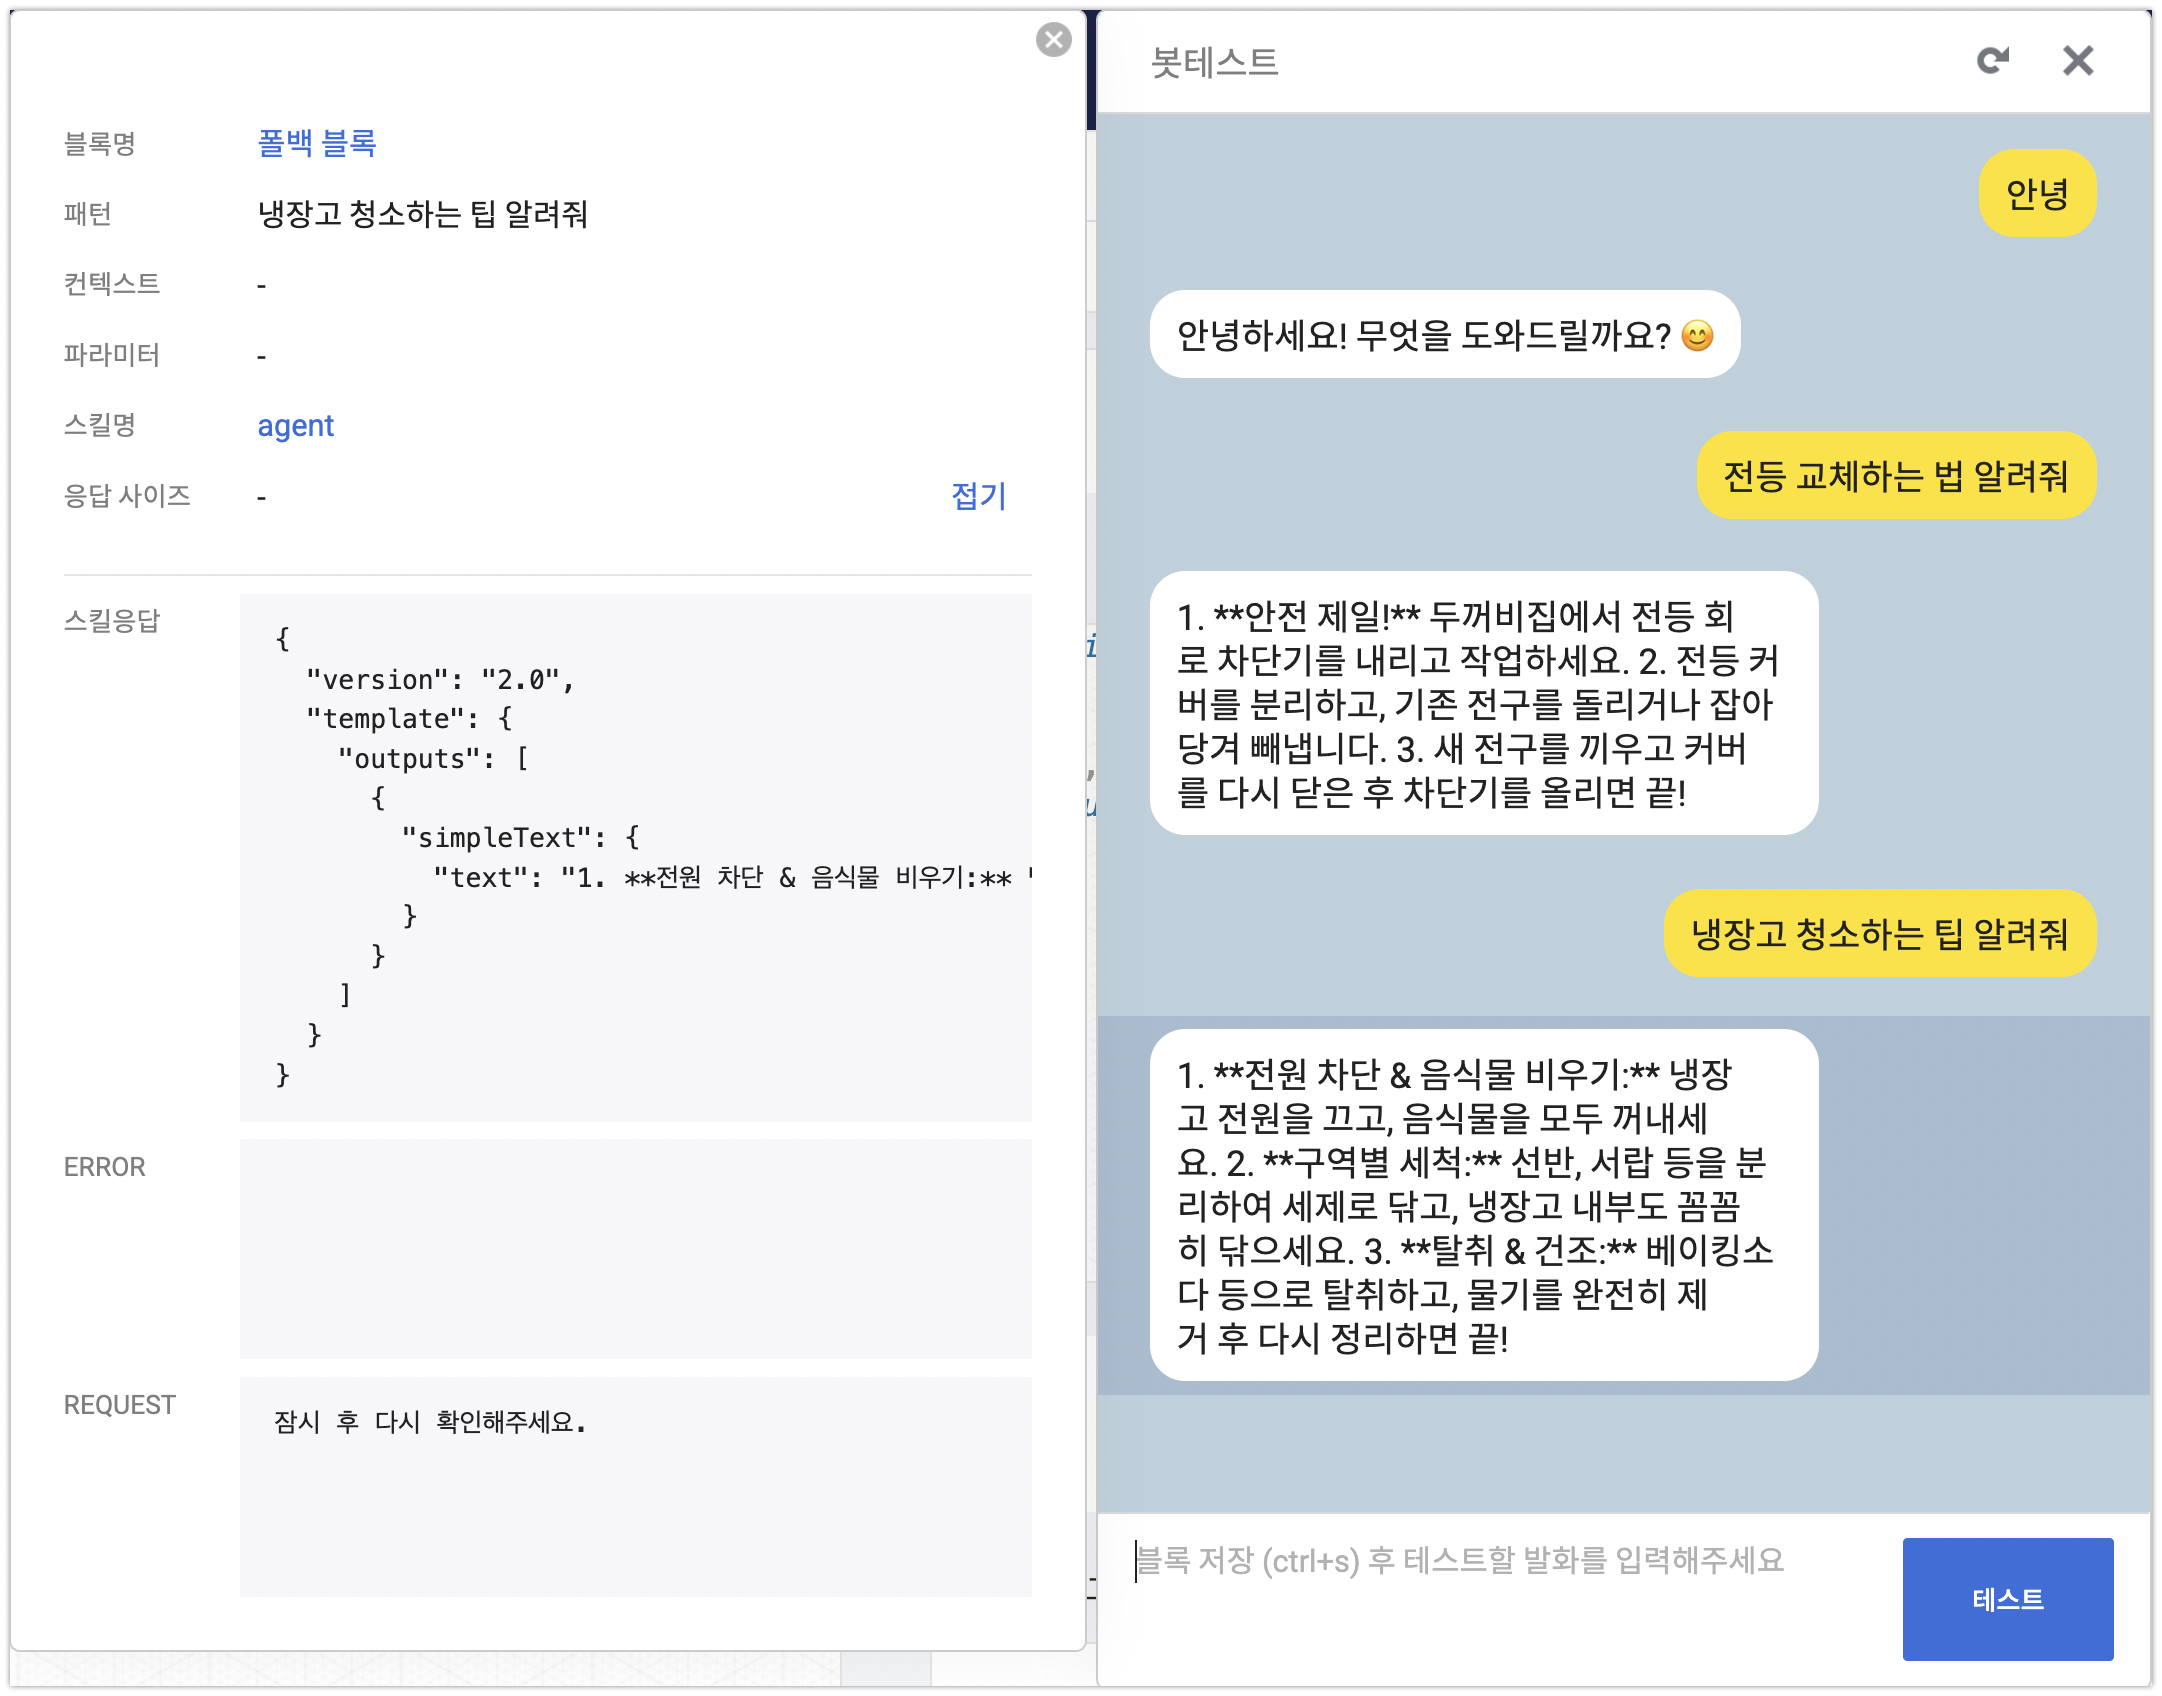 블록명 폴백 블록
패턴 냉장고 청소하는 팁 알려줘
컨텍스트 -
파라미터 -
스킬명 agent
응답 사이즈 - 접기
스킬응답
{
"version": "2.0",
"template": {
"outputs": [
{
"simpleText": {
"text": "1. **전원 차단 & 음식물 비우기:**
}
}
]
}
}
ERROR
REQUEST
잠시 후 다시 확인해주세요.
봇테스트
안녕
안녕하세요! 무엇을 도와드릴까요? 😊
전등 교체하는 법 알려줘
1. **안전 제일!** 두꺼비집에서 전등 회
로 차단기를 내리고 작업하세요. 2. 전등 커
버를 분리하고, 기존 전구를 돌리거나 잡아
당겨 빼냅니다. 3. 새 전구를 끼우고 커버
를 다시 닫은 후 차단기를 올리면 끝!
냉장고 청소하는 팁 알려줘
1. **전원 차단 & 음식물 비우기:** 냉장
고 전원을 끄고, 음식물을 모두 꺼내세
요. 2. **구역별 세척:** 선반, 서랍 등을 분
리하여 세제로 닦고, 냉장고 내부도 꼼꼼
히 닦으세요. 3. **탈취 & 건조:** 베이킹소
다 등으로 탈취하고, 물기를 완전히 제
거 후 다시 정리하면 끝!
블록 저장 (ctrl+s) 후 테스트할 발화를 입력해주세요
테스트